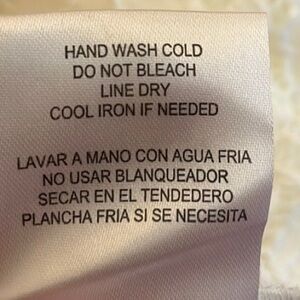 HAND WASH COLD
DO NOT BLEACH
LINE DRY
COOL IRON IF NEEDED
LAVAR A MANO CON AGUA FRIA
NO USAR BLANQUEADOR
SECAR EN EL TENDEDERO
PLANCHA FRIA SI SE NECESITA